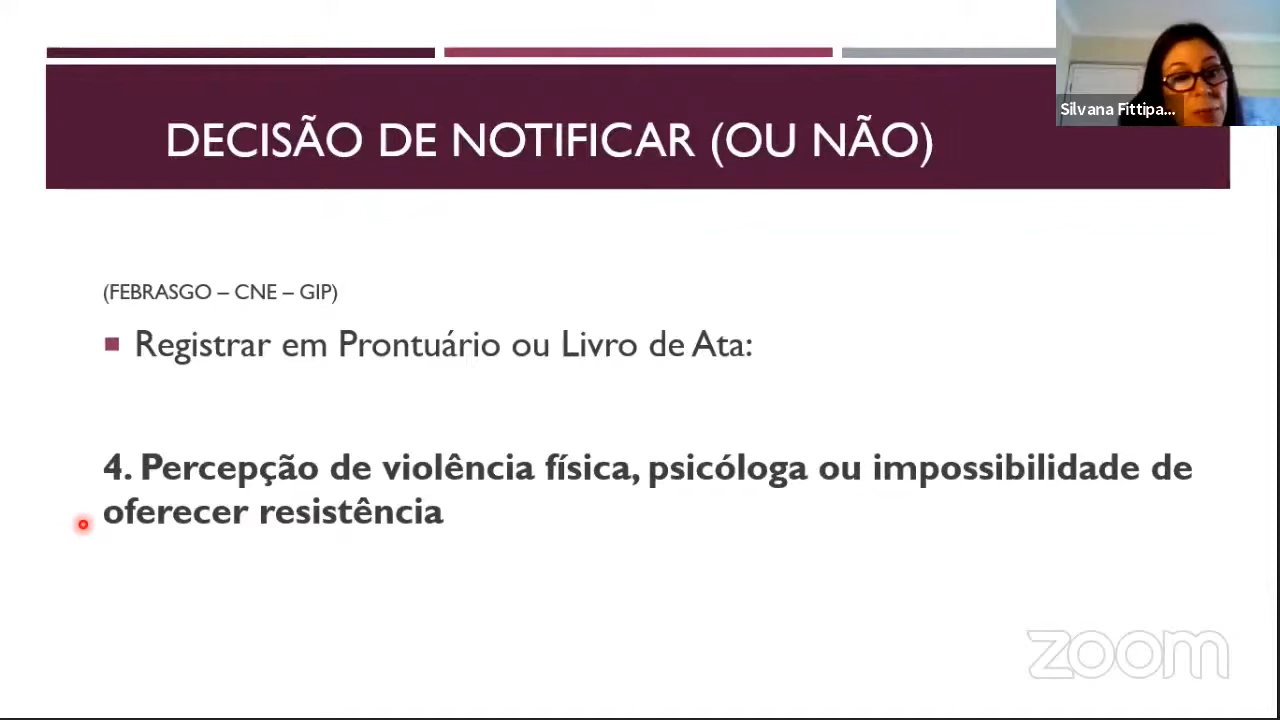 DECISÃO DE NOTIFICAR (OU NÃO)
Silvana Fittipa...
(FEBRASGO – CNE – GIP)
Registrar em Prontuário ou Livro de Ata:
4. Percepção de violência física, psicóloga ou impossibilidade de
oferecer resistência
zoom